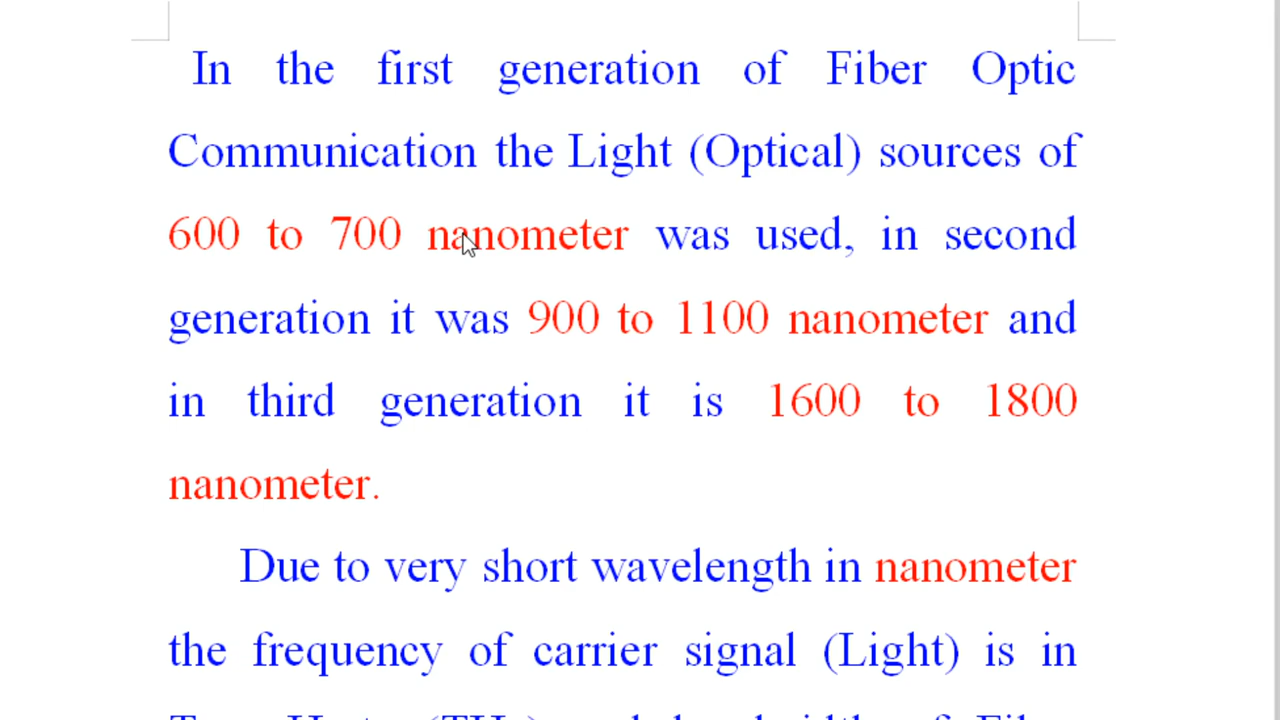 In the first generation of Fiber Optic
Communication the Light (Optical) sources of
600 to 700 nanometer was used, in second
generation it was 900 to 1100 nanometer and
in third generation it is 1600 to 1800
nanometer.
Due to very short wavelength in nanometer
the frequency of carrier signal (Light) is in